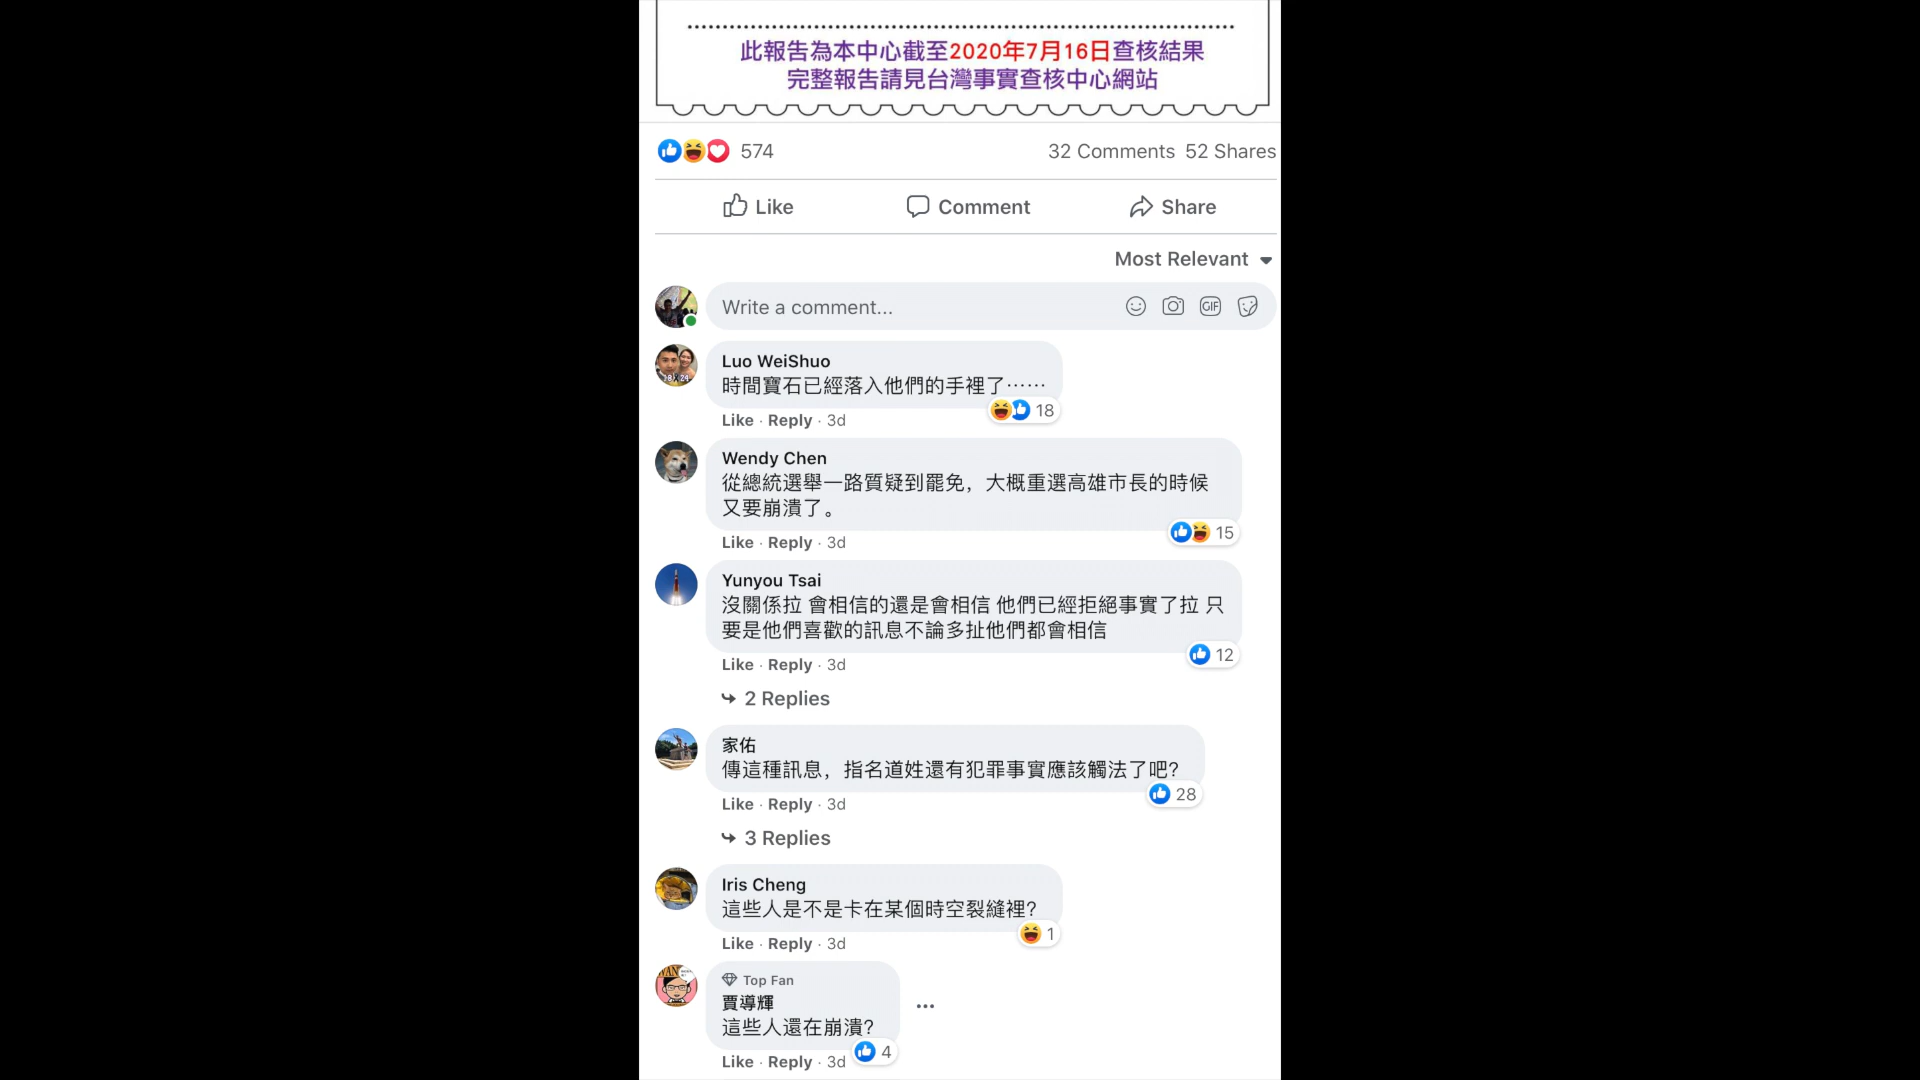 此報告為本中心截至2020年7月16日查核結果
完整報告請見台灣事實查核中心網站
574
32 Comments 52 Shares
Like Comment Share
Most Relevant
Write a comment...
GIF
Luo WeiShuo
時間寶石已經落入他們的手裡了⋯⋯
18
Like · Reply · 3d
Wendy Chen
從總統選舉一路質疑到罷免，大概重選高雄市長的時候
又要崩潰了。
15
Like · Reply · 3d
Yunyou Tsai
沒關係拉 會相信的還是會相信 他們已經拒絕事實了拉 只
要是他們喜歡的訊息不論多扯他們都會相信
12
Like · Reply · 3d
2 Replies
家佑
傳這種訊息，指名道姓還有犯罪事實應該觸法了吧?
28
Like · Reply · 3d
3 Replies
Iris Cheng
這些人是不是卡在某個時空裂縫裡?
1
Like · Reply · 3d
Top Fan
賈導輝
這些人還在崩潰?
4
Like · Reply · 3d